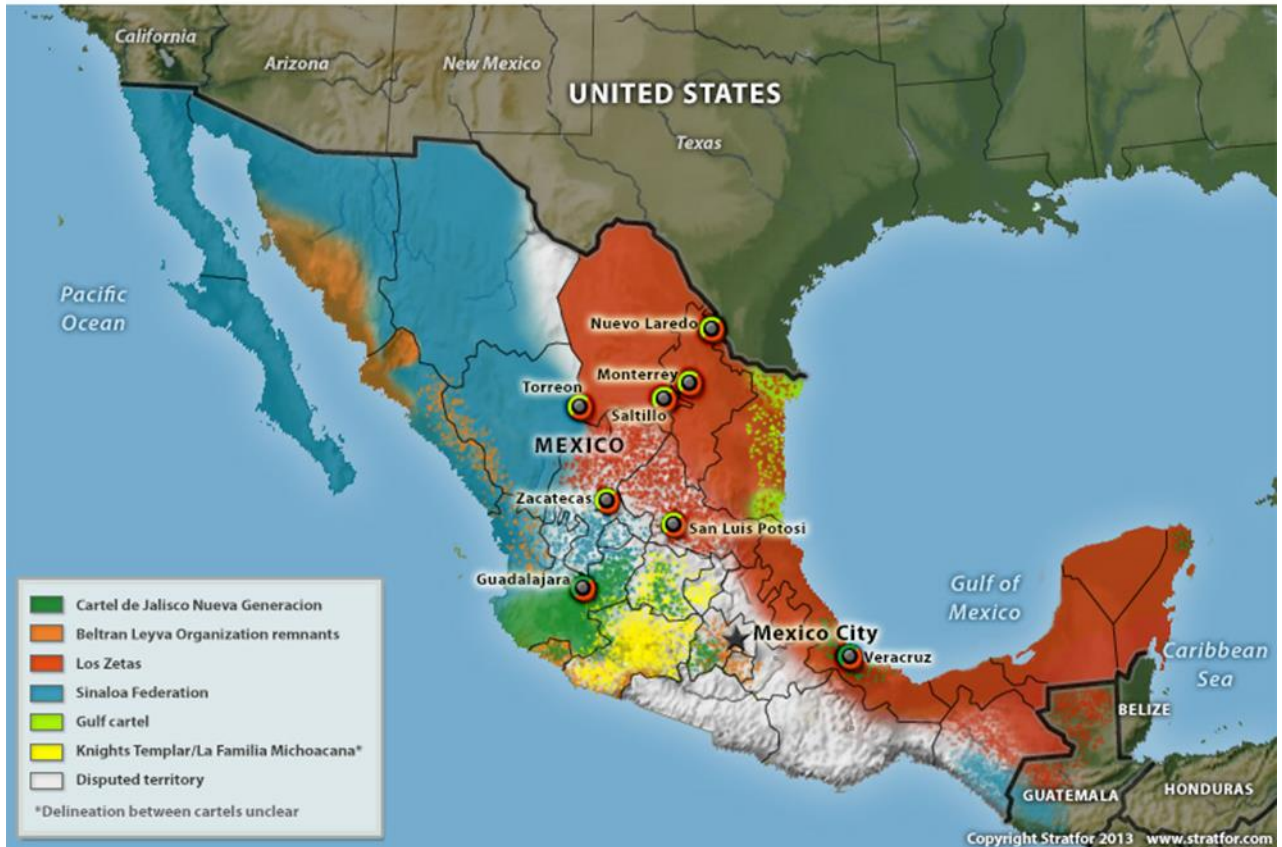 California
Arizona
New Mexico
UNITED STATES
Texas
Pacific
Ocean
Nuevo Laredo
Monterrey
Torreon
Saltillo
MEXICO
Zacatecas
San Luis Potosi
Guadalajara
Gulf of
Mexico
Mexico City
Veracruz
Caribbean
Sea
BELIZE
GUATEMALA
HONDURAS
Cartel de Jalisco Nueva Generacion
Beltran Leyva Organization remnants
Los Zetas
Sinaloa Federation
Gulf cartel
Knights Templar/La Familia Michoacana*
Disputed territory
*Delineation between cartels unclear
Copyright Stratfor 2013 www.stratfor.com